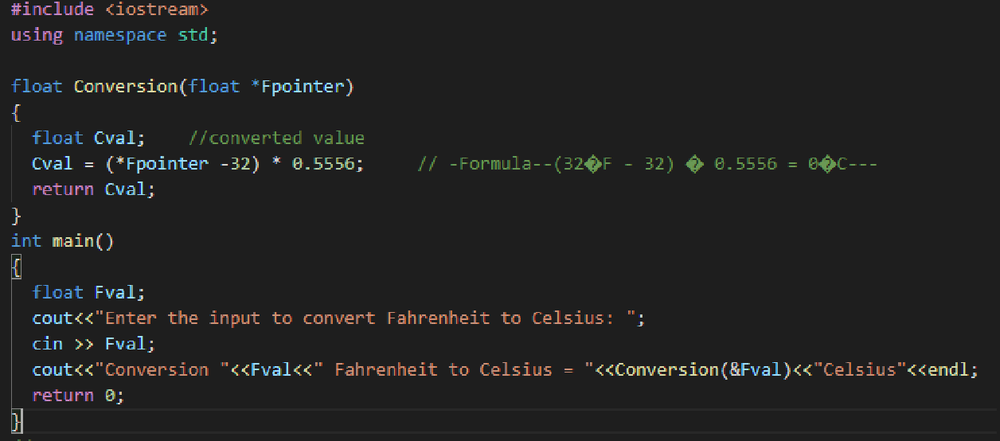 #include <iostream>
using namespace std;
float Conversion(float *Fpointer)
{
float Cval; //converted value
Cval = (*Fpointer -32) * 0.5556; // -Formula--(32�F - 32) � 0.5556 = 0�C---
return Cval;
}
int main()
{
float Fval;
cout<<"Enter the input to convert Fahrenheit to Celsius: ";
cin >> Fval;
cout<<"Conversion "<<Fval<<" Fahrenheit to Celsius = "<<Conversion(&Fval)<<"Celsius"<<endl;
return 0;
}